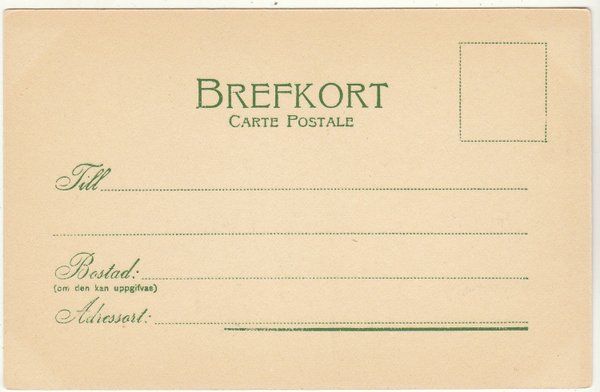 BREFKORT
CARTE POSTALE
Till
Bostad:
(om den kan uppgifvas)
Adressort: